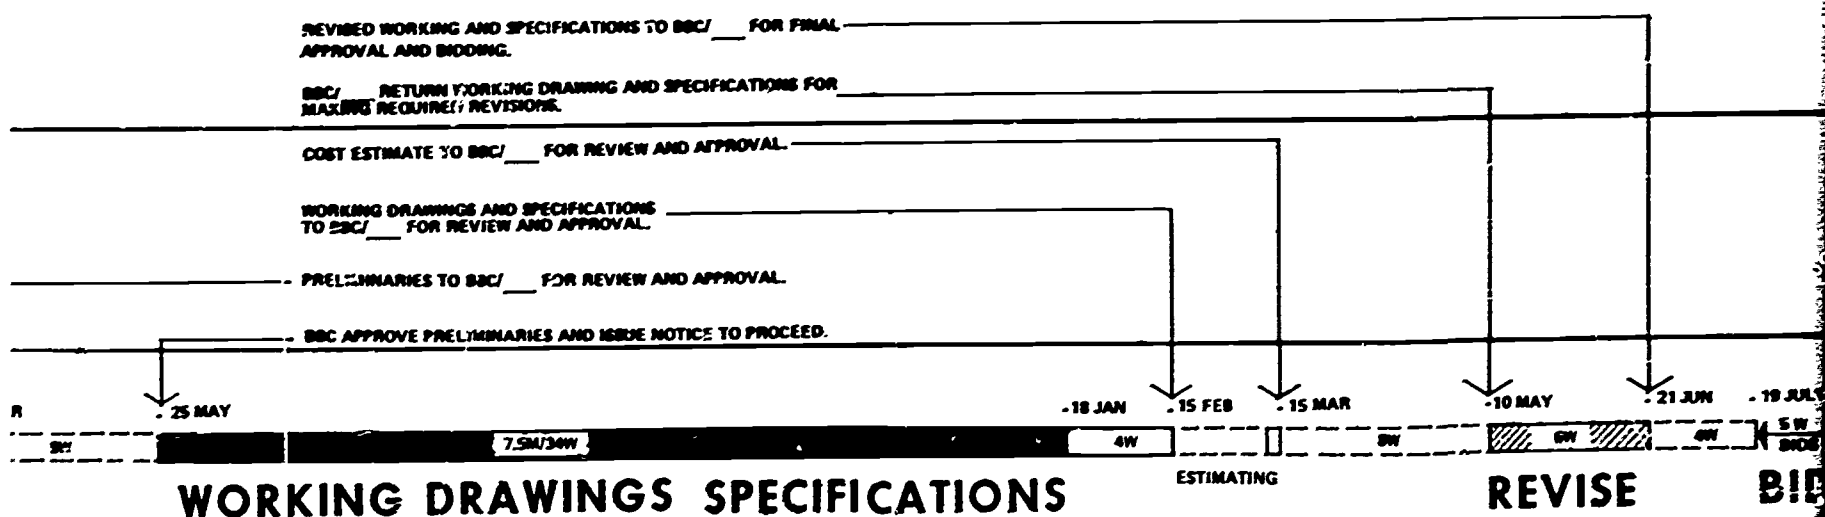 REVISED WORKING AND SPECIFICATIONS TO BBC/___ FOR FINAL
APPROVAL AND BIDDING.
BBC/___ RETURN WORKING DRAWING AND SPECIFICATIONS FOR
MAKING REQUIRED REVISIONS.
COST ESTIMATE TO BBC/___ FOR REVIEW AND APPROVAL.
WORKING DRAWINGS AND SPECIFICATIONS
TO BBC/___ FOR REVIEW AND APPROVAL.
PRELIMINARIES TO BBC/___ FOR REVIEW AND APPROVAL.
BBC APPROVE PRELIMINARIES AND ISSUE NOTICE TO PROCEED.
R - 25 MAY - 18 JAN - 15 FEB - 15 MAR - 10 MAY - 21 JUN - 19 JULY
9W 7.5M/34W 4W 8W 6W 4W 5 W
ESTIMATING
WORKING DRAWINGS SPECIFICATIONS REVISE